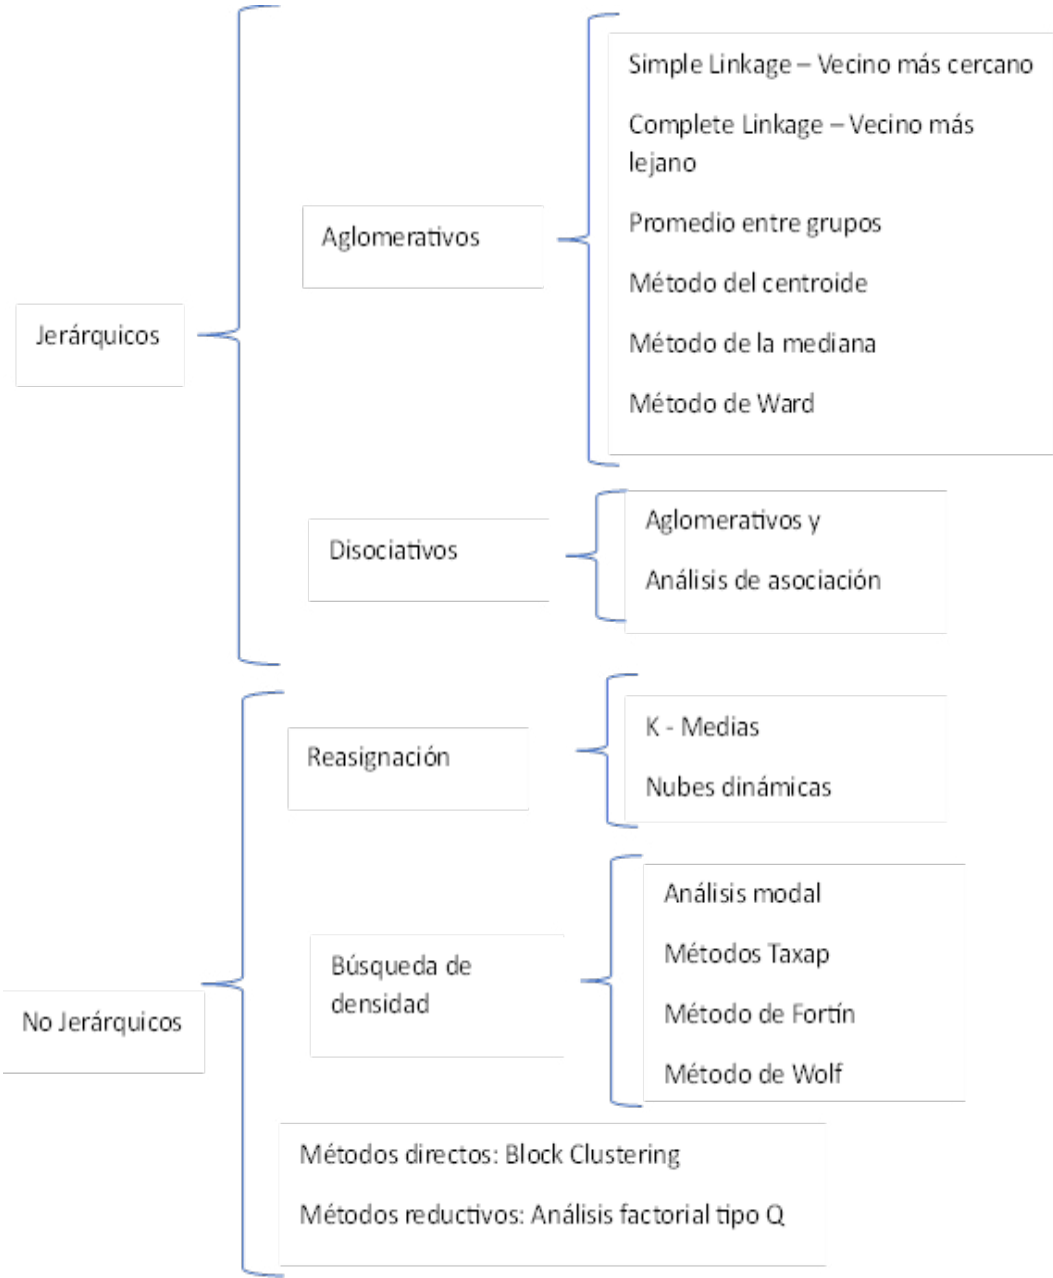 Jerárquicos
Aglomerativos
Simple Linkage – Vecino más cercano
Complete Linkage – Vecino más
lejano
Promedio entre grupos
Método del centroide
Método de la mediana
Método de Ward
Disociativos
Aglomerativos y
Análisis de asociación
No Jerárquicos
Reasignación
K - Medias
Nubes dinámicas
Búsqueda de
densidad
Análisis modal
Métodos Taxap
Método de Fortín
Método de Wolf
Métodos directos: Block Clustering
Métodos reductivos: Análisis factorial tipo Q